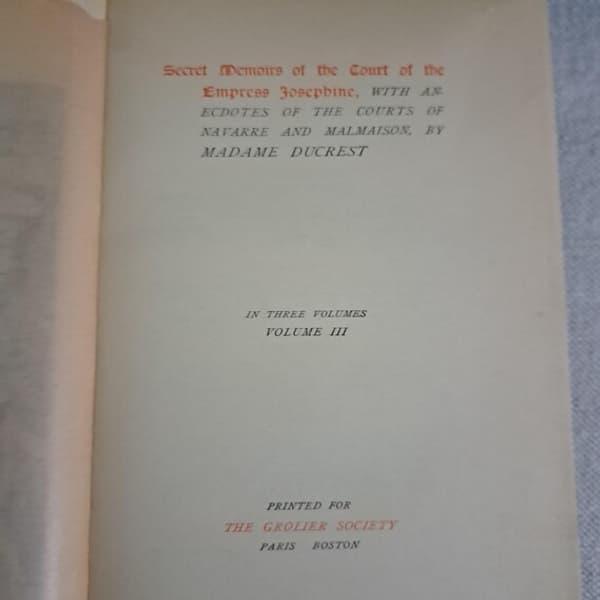 Secret Memoirs of the Court of the
Empress Josephine, WITH AN-
ECDOTES OF THE COURTS OF
NAVARRE AND MALMAISON, BY
MADAME DUCREST
IN THREE VOLUMES
VOLUME III
PRINTED FOR
THE GROLIER SOCIETY
PARIS BOSTON